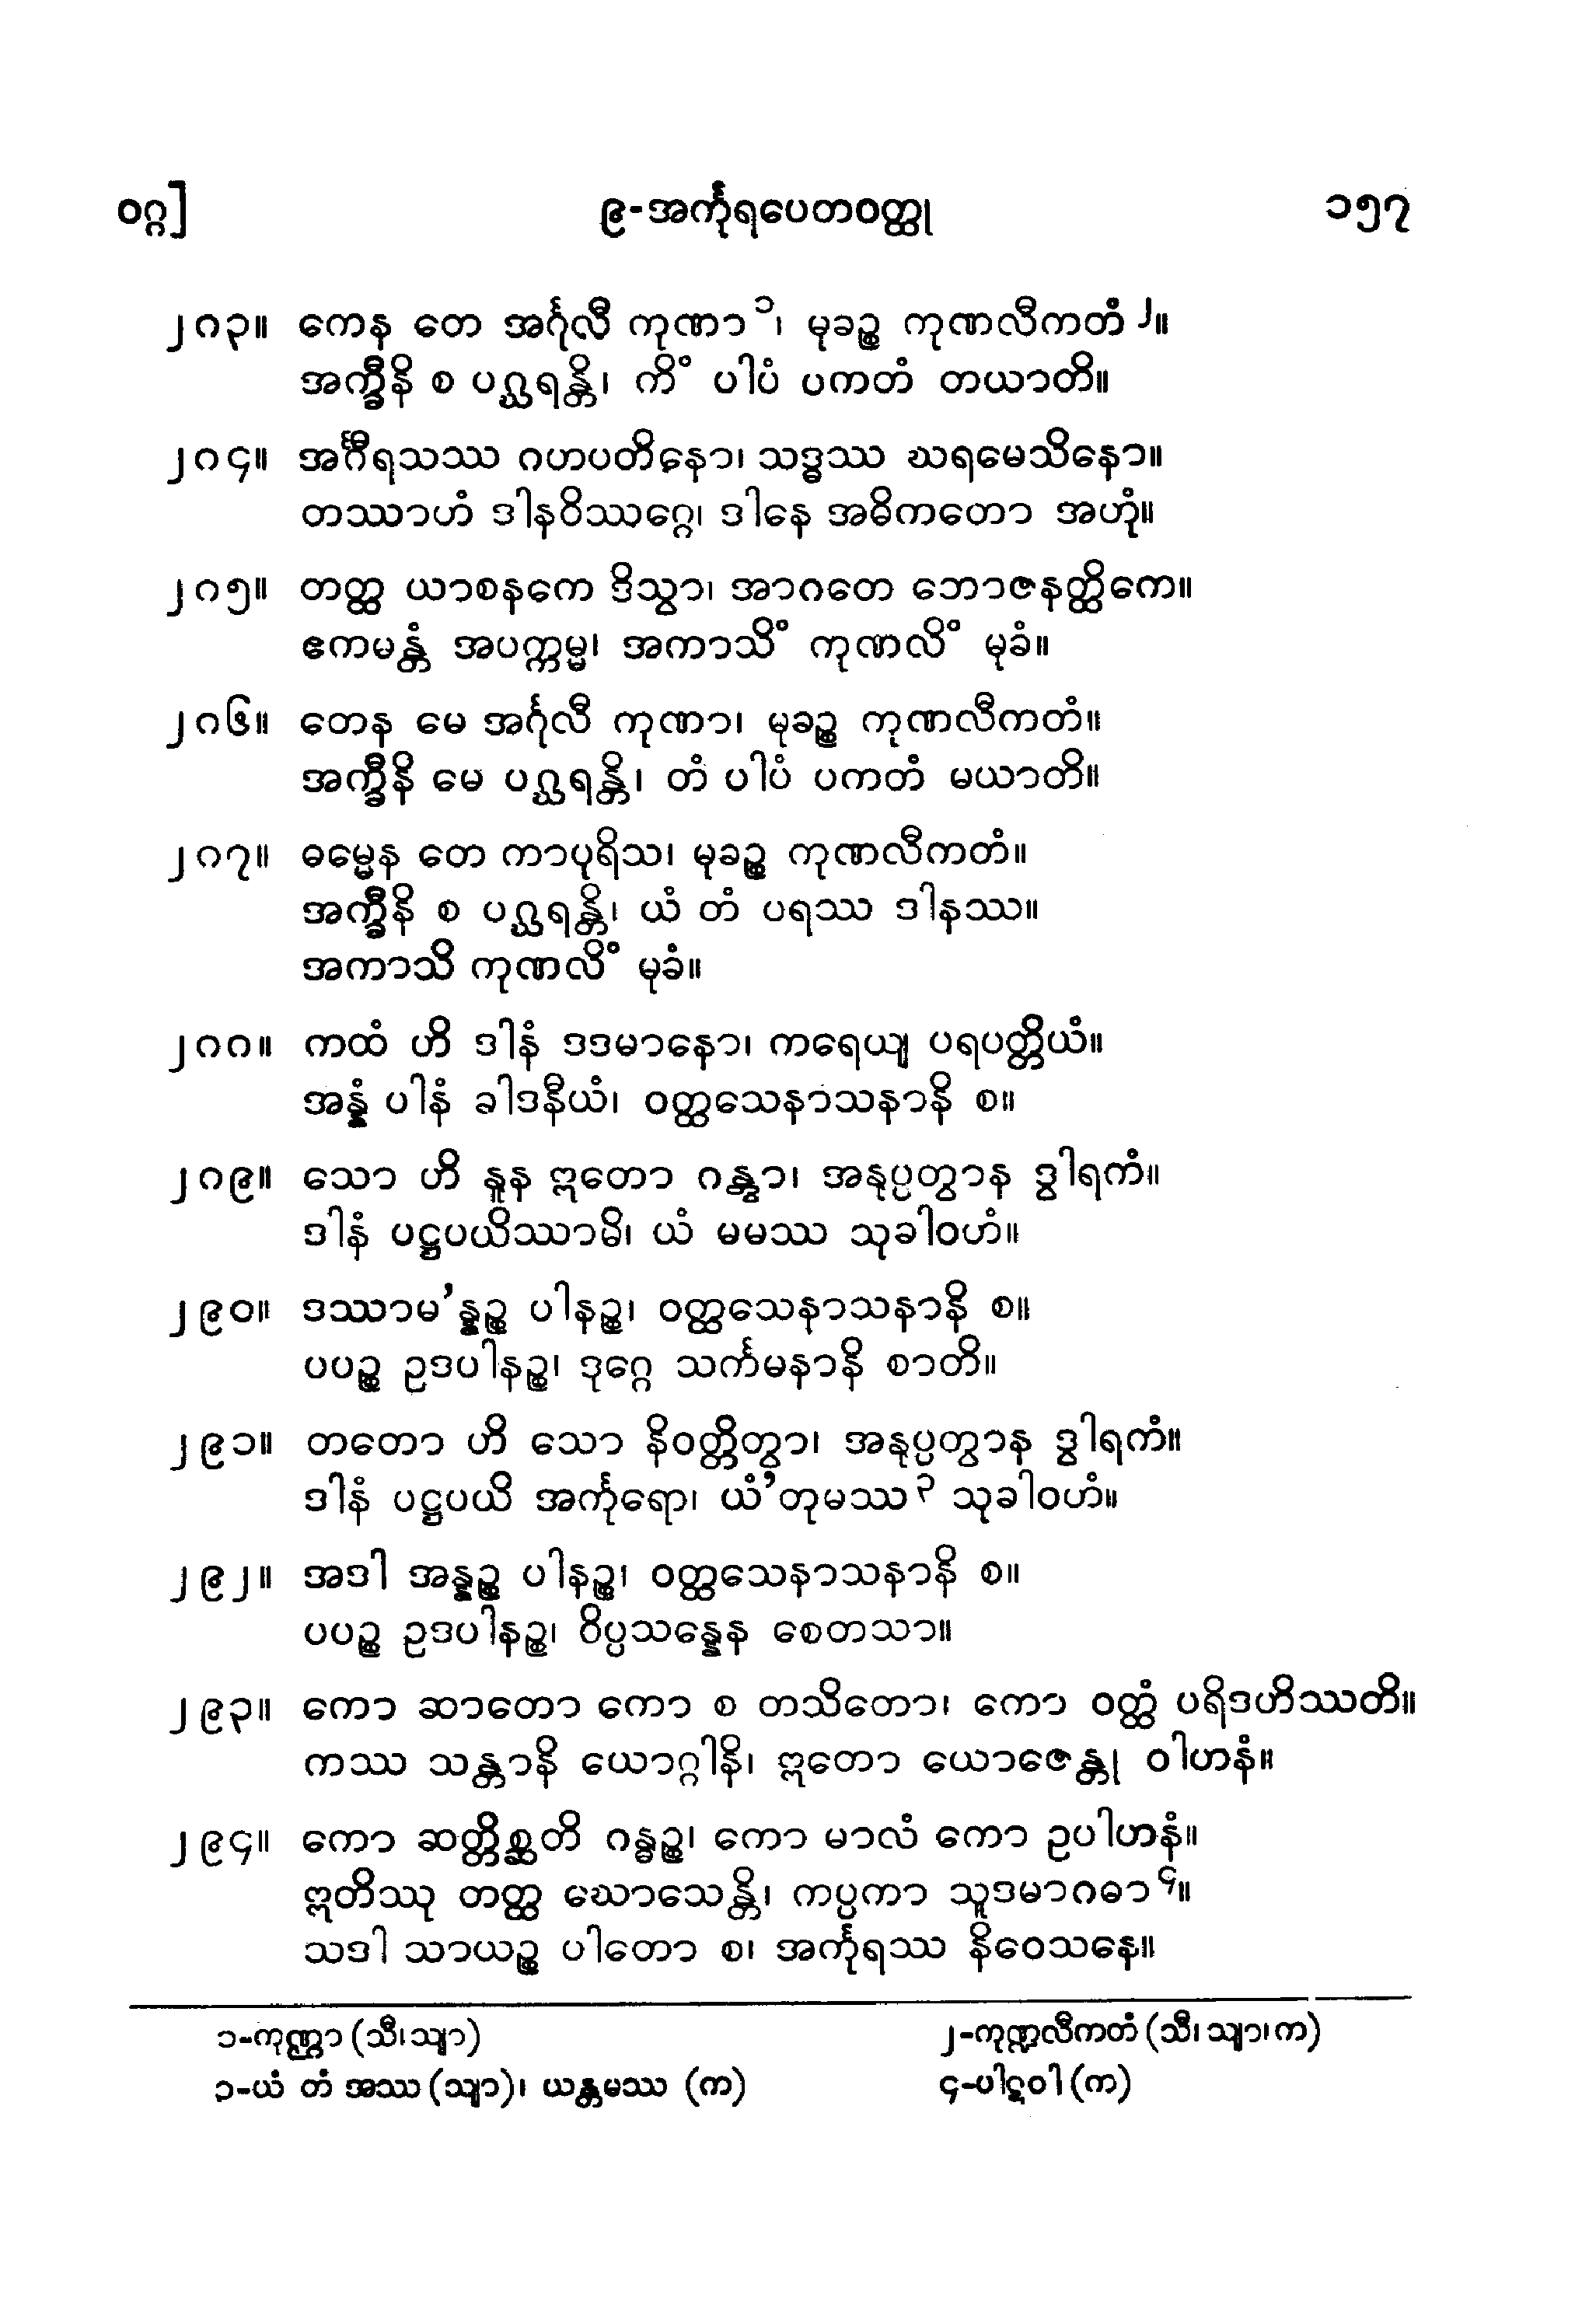 ဝဂ္ဂ] ၉-အင်္ကုရပေတဝတ္ထု ၁၅၇
၂၈၃။ ကေန တေ အင်္ဂုလီ ကုဏာ၁၊ မုခဉ္စ ကုဏလီကတံ၂။
အက္ခီနိ စ ပဂ္ဃရန္တိ၊ ကိံ ပါပံ ပကတံ တယာတိ။
၂၈၄။ အင်္ဂီရသဿ ဂဟပတိနော၊ သဒ္ဓဿ ဃရမေသိနော။
တဿာဟံ ဒါနဝိဿဂ္ဂေ၊ ဒါနေ အဓိကတော အဟုံ။
၂၈၅။ တတ္ထ ယာစနကေ ဒိသွာ၊ အာဂတေ ဘောဇနတ္ထိကေ။
ဧကမန္တံ အပက္ကမ္မ၊ အကာသိံ ကုဏလိံ မုခံ။
၂၈၆။ တေန မေ အင်္ဂုလီ ကုဏာ၊ မုခဉ္စ ကုဏလီကတံ။
အက္ခီနိ မေ ပဂ္ဃရန္တိ၊ တံ ပါပံ ပကတံ မယာတိ။
၂၈၇။ ဓမ္မေန တေ ကာပုရိသ၊ မုခဉ္စ ကုဏလီကတံ။
အက္ခီနိ စ ပဂ္ဃရန္တိ၊ ယံ တံ ပရဿ ဒါနဿ။
အကာသိ ကုဏလိံ မုခံ။
၂၈၈။ ကထံ ဟိ ဒါနံ ဒဒမာနော၊ ကရေယျ ပရပတ္တိယံ။
အန္နံ ပါနံ ခါဒနီယံ၊ ဝတ္ထသေနာသနာနိ စ။
၂၈၉။ သော ဟိ နူန ဣတော ဂန္တွာ၊ အနုပ္ပတွာန ဒွါရကံ။
ဒါနံ ပဋ္ဌပယိဿာမိ၊ ယံ မမဿ သုခါဝဟံ။
၂၉၀။ ဒဿာမ’န္နဉ္စ ပါနဉ္စ၊ ဝတ္ထသေနာသနာနိ စ။
ပပဉ္စ ဥဒပါနဉ္စ၊ ဒုဂ္ဂေ သင်္ကမနာနိ စာတိ။
၂၉၁။ တတော ဟိ သော နိဝတ္တိတွာ၊ အနုပ္ပတွာန ဒွါရကံ။
ဒါနံ ပဋ္ဌပယိ အင်္ကုရော၊ ယံ’တုမဿ၃ သုခါဝဟံ။
၂၉၂။ အဒါ အန္နဉ္စ ပါနဉ္စ၊ ဝတ္ထသေနာသနာနိ စ။
ပပဉ္စ ဥဒပါနဉ္စ၊ ဝိပ္ပသန္နေန စေတသာ။
၂၉၃။ ကော ဆာတော ကော စ တသိတော၊ ကော ဝတ္ထံ ပရိဒဟိဿတိ။
ကဿ သန္တာနိ ယောဂ္ဂါနိ၊ ဣတော ယောဇေန္တု ဝါဟနံ။
၂၉၄။ ကော ဆတ္တိစ္ဆတိ ဂန္ဓဉ္စ၊ ကော မာလံ ကော ဥပါဟနံ။
ဣတိဿု တတ္ထ ဃောသေန္တိ၊ ကပ္ပကာ သူဒမာဂဓာ၄။
သဒါ သာယဉ္စ ပါတော စ၊ အင်္ကုရဿ နိဝေသနေ။
၁-ကုဏ္ဌာ (သီ၊သျာ) ၂-ကုဏ္ဍလီကတံ (သီ၊သျာ၊က)
၃-ယံ တံ အဿ (သျာ)၊ ယန္တမဿ (က) ၄-ပါဋဝါ (က)